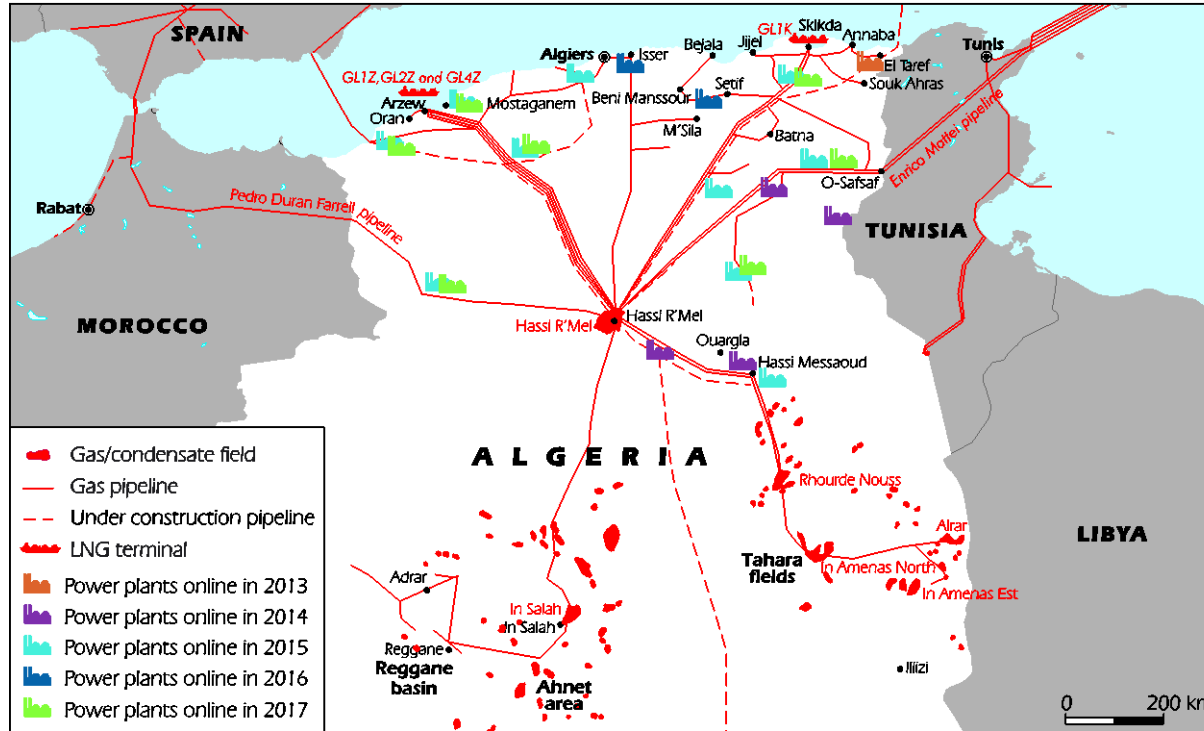 SPAIN
GL1K
Skikda
Annaba
Algiers
Isser
Bejala
Jijel
El Taref
Tunis
GL1Z,GL2Z and GL4Z
Beni Manssour
Setif
Souk Ahras
Arzew
Mostaganem
Oran
M'Sila
Batna
O-Safsaf
Enrico Mattei pipeline
Rabat
Pedro Duran Farrell pipeline
TUNISIA
MOROCCO
Hassi R'Mel
Hassi R'Mel
Ouargla
Hassi Messaoud
ALGERIA
Rhourde Nouss
LIBYA
Alrar
Tahara
fields
In Amenas North
In Amenas Est
Adrar
In Salah
In Salah
Reggane
Reggane
basin
Ahnet
area
Illizi
Gas/condensate field
Gas pipeline
Under construction pipeline
LNG terminal
Power plants online in 2013
Power plants online in 2014
Power plants online in 2015
Power plants online in 2016
Power plants online in 2017
0 200 km